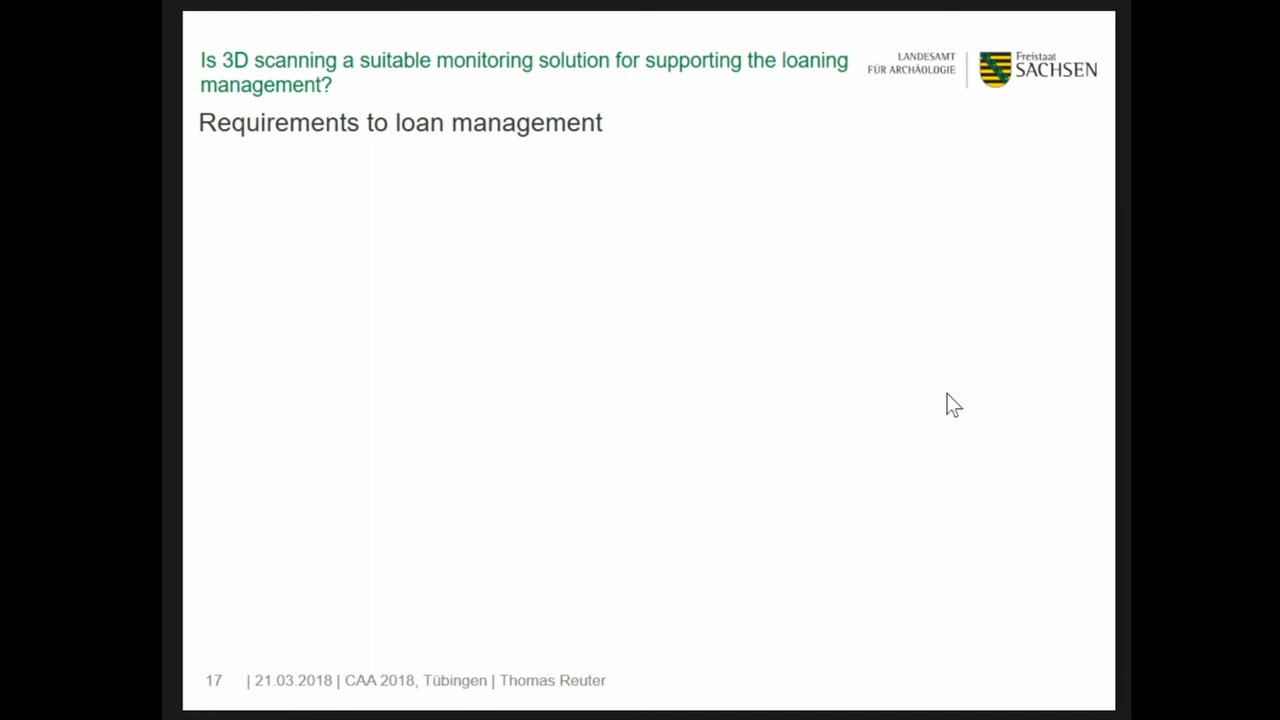 Is 3D scanning a suitable monitoring solution for supporting the loaning
management?
LANDESAMT
FÜR ARCHÄOLOGIE
Freistaat
SACHSEN
Requirements to loan management
17 | 21.03.2018 | CAA 2018, Tübingen | Thomas Reuter